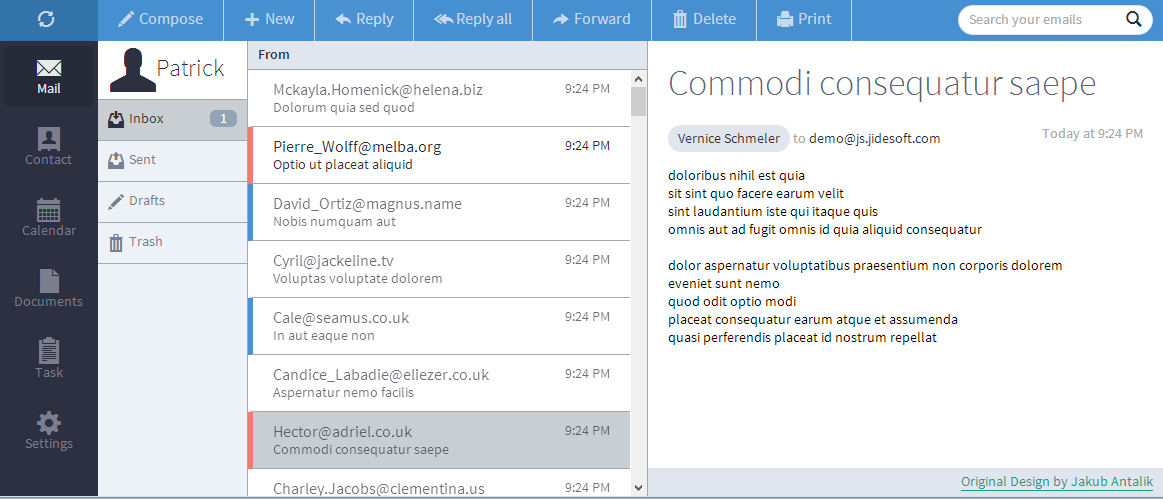 Compose New Reply Reply all Forward Delete Print Search your emails
Mail
Contact
Calendar
Documents
Task
Settings
Patrick
Inbox 1
Sent
Drafts
Trash
From
Mckayla.Homenick@helena.biz 9:24 PM
Dolorum quia sed quod
Pierre_Wolff@melba.org 9:24 PM
Optio ut placeat aliquid
David_Ortiz@magnus.name 9:24 PM
Nobis numquam aut
Cyril@jackeline.tv 9:24 PM
Voluptas voluptate dolorem
Cale@seamus.co.uk 9:24 PM
In aut eaque non
Candice_Labadie@eliezer.co.uk 9:24 PM
Aspernatur nemo facilis
Hector@adriel.co.uk 9:24 PM
Commodi consequatur saepe
Charley.Jacobs@clementina.us 9:24 PM
Commodi consequatur saepe
Vernice Schmeler to demo@js.jidesoft.com Today at 9:24 PM
doloribus nihil est quia
sit sint quo facere earum velit
sint laudantium iste qui itaque quis
omnis aut ad fugit omnis id quia aliquid consequatur
dolor aspernatur voluptatibus praesentium non corporis dolorem
eveniet sunt nemo
quod odit optio modi
placeat consequatur earum atque et assumenda
quasi perferendis placeat id nostrum repellat
Original Design by Jakub Antalik